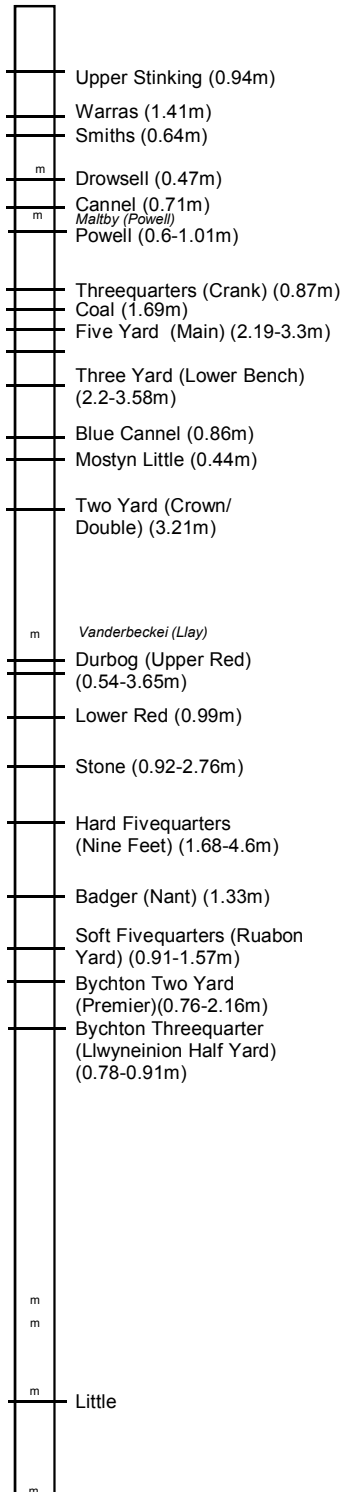 Upper Stinking (0.94m)
Warras (1.41m)
Smiths (0.64m)
m
Drowsell (0.47m)
Cannel (0.71m)
m
Maltby (Powell)
Powell (0.6-1.01m)
Threequarters (Crank) (0.87m)
Coal (1.69m)
Five Yard (Main) (2.19-3.3m)
Three Yard (Lower Bench)
(2.2-3.58m)
Blue Cannel (0.86m)
Mostyn Little (0.44m)
Two Yard (Crown/
Double) (3.21m)
m
Vanderbeckei (Llay)
Durbog (Upper Red)
(0.54-3.65m)
Lower Red (0.99m)
Stone (0.92-2.76m)
Hard Fivequarters
(Nine Feet) (1.68-4.6m)
Badger (Nant) (1.33m)
Soft Fivequarters (Ruabon
Yard) (0.91-1.57m)
Bychton Two Yard
(Premier)(0.76-2.16m)
Bychton Threequarter
(Llwyneinion Half Yard)
(0.78-0.91m)
m
m
m
Little
m